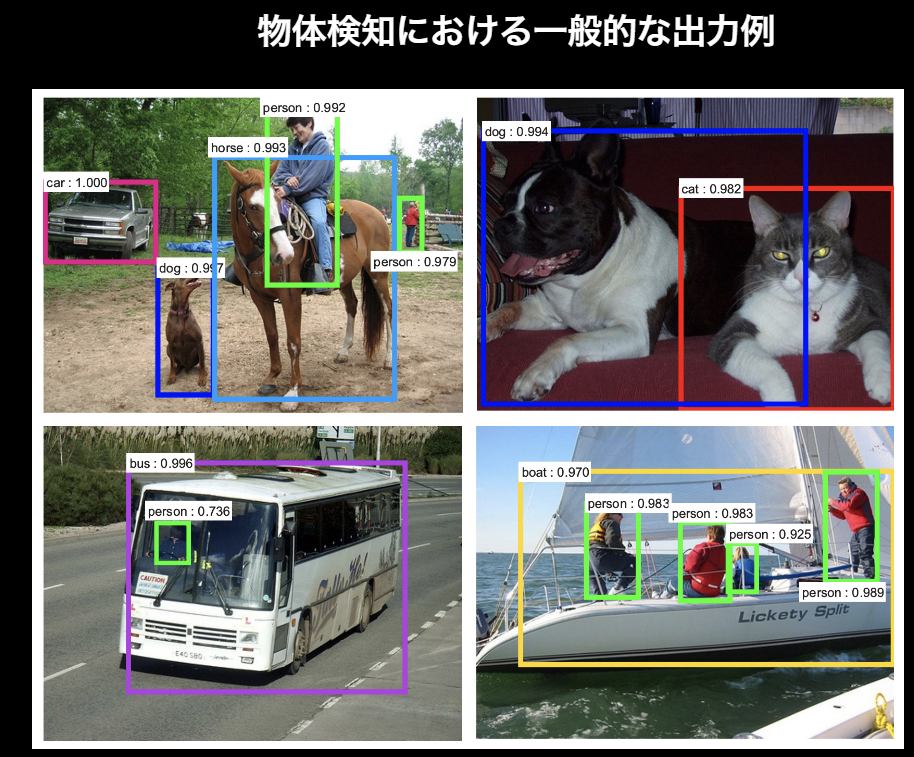 物体検知における一般的な出力例
person : 0.992
horse : 0.993
car : 1.000
person : 0.979
dog : 0.997
dog : 0.994
cat : 0.982
bus : 0.996
person : 0.736
CAUTION
L
E40 SBO
boat : 0.970
person : 0.983
person : 0.983
person : 0.925
person : 0.989
Lickety Split